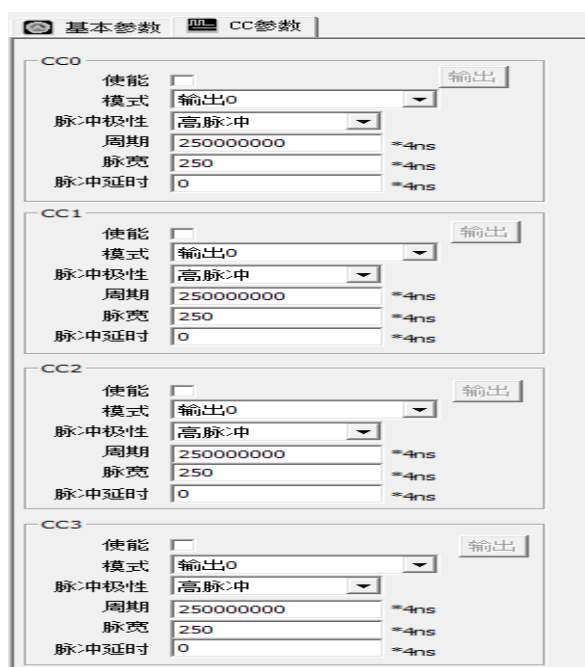 基本参数 CC参数
CC0
使能 输出
模式 输出0
脉冲极性 高脉冲
周期 250000000 *4ns
脉宽 250 *4ns
脉冲延时 0 *4ns
CC1
使能 输出
模式 输出0
脉冲极性 高脉冲
周期 250000000 *4ns
脉宽 250 *4ns
脉冲延时 0 *4ns
CC2
使能 输出
模式 输出0
脉冲极性 高脉冲
周期 250000000 *4ns
脉宽 250 *4ns
脉冲延时 0 *4ns
CC3
使能 输出
模式 输出0
脉冲极性 高脉冲
周期 250000000 *4ns
脉宽 250 *4ns
脉冲延时 0 *4ns